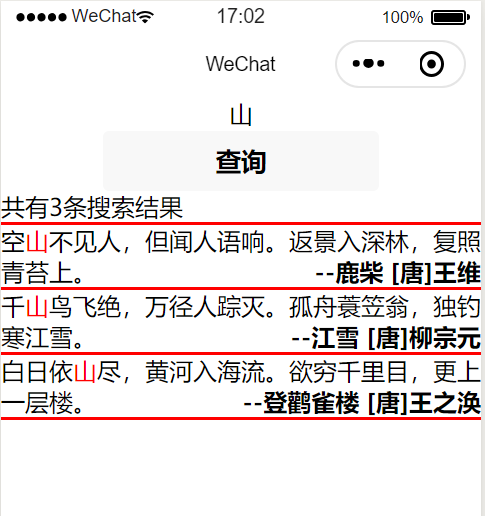 ●●●●● WeChat 17:02 100%
WeChat
山
查询
共有3条搜索结果
空山不见人，但闻人语响。返景入深林，复照
青苔上。 --鹿柴 [唐]王维
千山鸟飞绝，万径人踪灭。孤舟蓑笠翁，独钓
寒江雪。 --江雪 [唐]柳宗元
白日依山尽，黄河入海流。欲穷千里目，更上
一层楼。 --登鹳雀楼 [唐]王之涣